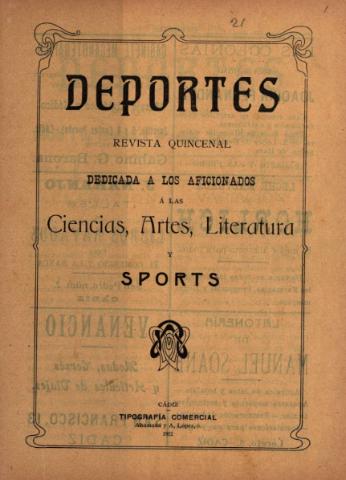 21
DEPORTES
REVISTA QUINCENAL
DEDICADA A LOS AFICIONADOS
Á LAS
Ciencias, Artes, Literatura
Y
SPORTS
CÁDIZ
TIPOGRAFÍA COMERCIAL